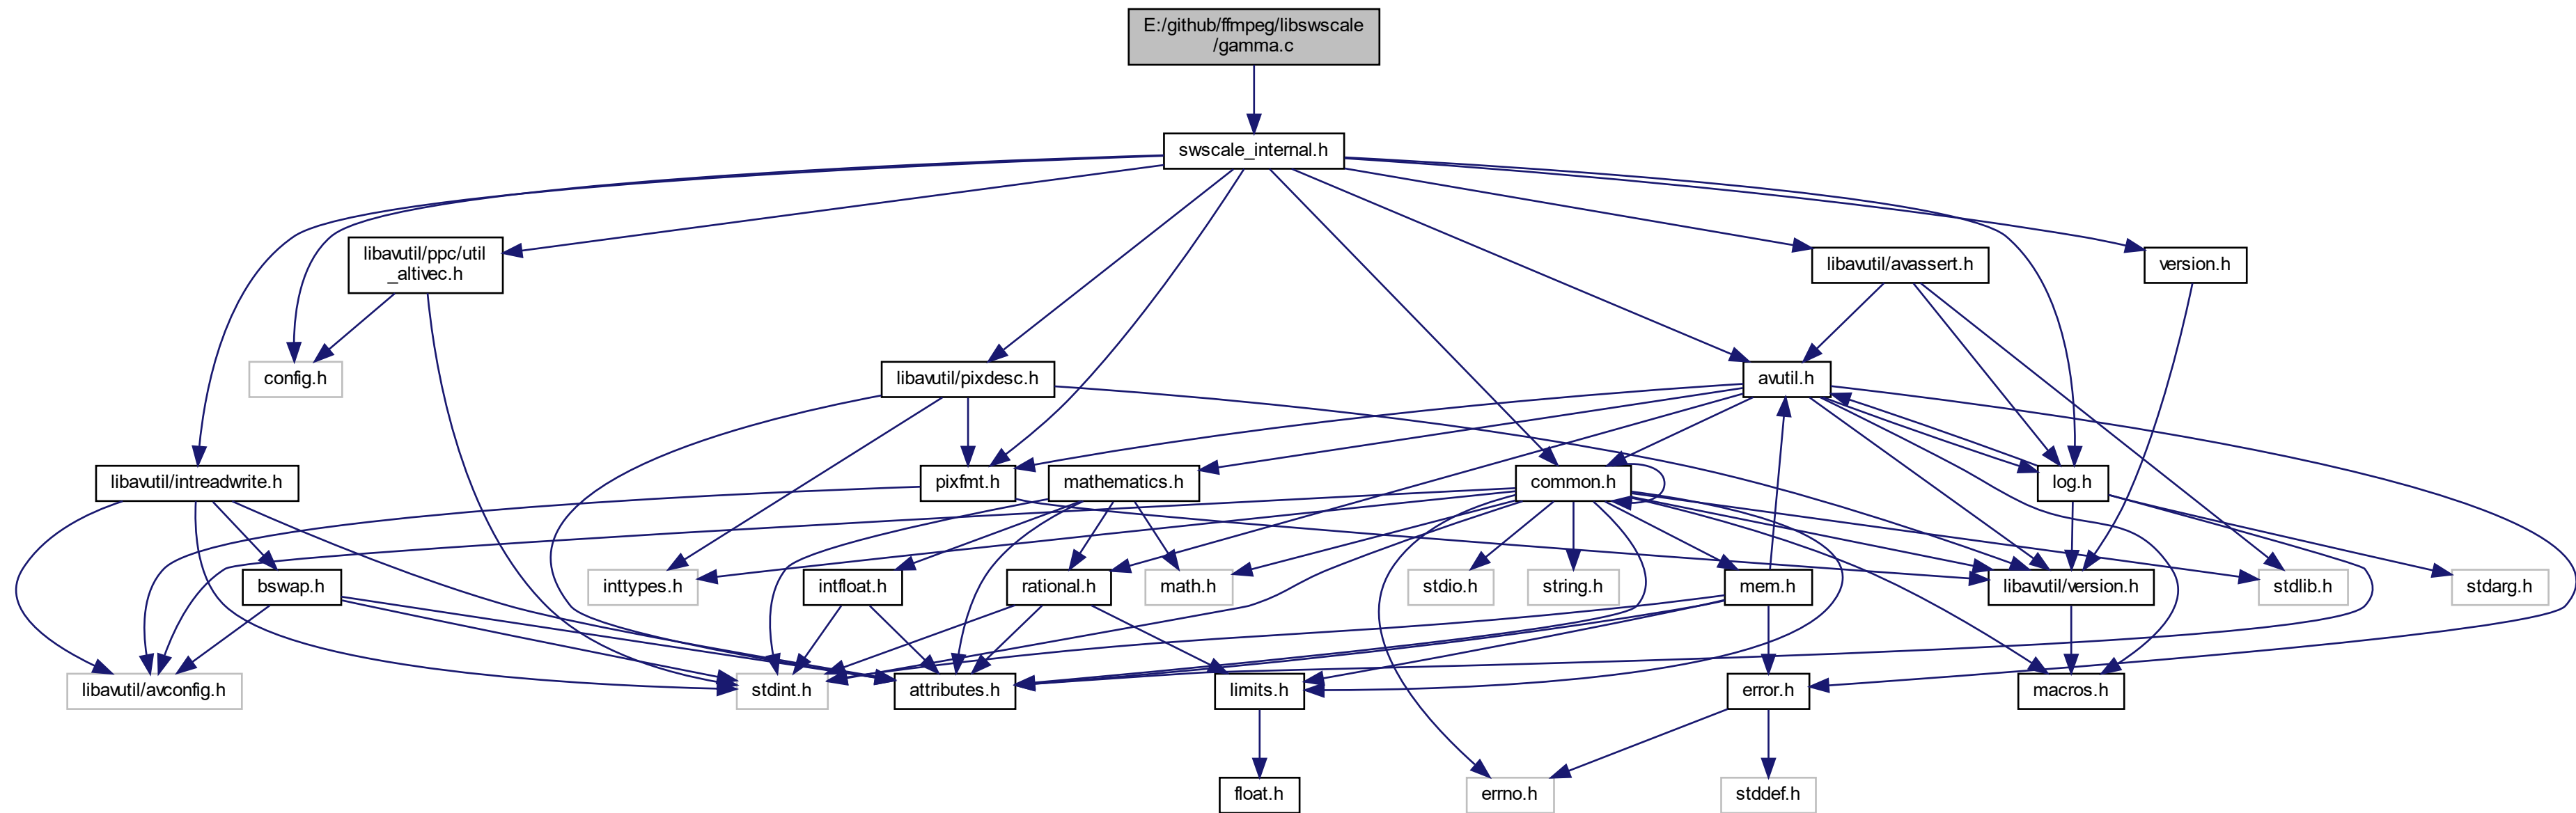 E:/github/ffmpeg/libswscale
/gamma.c
swscale_internal.h
libavutil/ppc/util
_altivec.h
libavutil/avassert.h
version.h
config.h
libavutil/pixdesc.h
avutil.h
libavutil/intreadwrite.h
pixfmt.h
mathematics.h
common.h
log.h
bswap.h
inttypes.h
intfloat.h
rational.h
math.h
stdio.h
string.h
mem.h
libavutil/version.h
stdlib.h
stdarg.h
libavutil/avconfig.h
stdint.h
attributes.h
limits.h
error.h
macros.h
float.h
errno.h
stddef.h